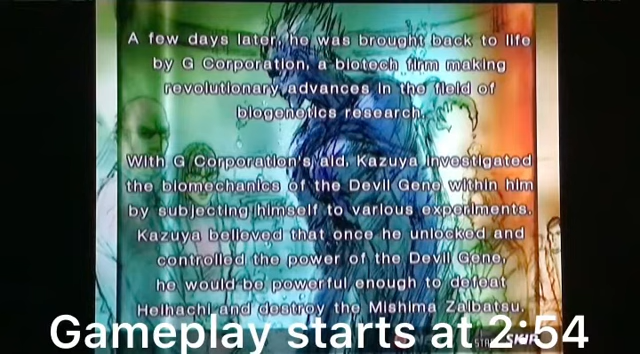 A few days later, he was brought back to life
by G Corporation, a biotech firm making
revolutionary advances in the field of
biogenetics research.
With G Corporation's aid, Kazuya investigated
the biomechanics of the Devil Gene within him
by subjecting himself to various experiments.
Kazuya believed that once he unlocked and
controlled the power of the Devil Gene,
he would be powerful enough to defeat
Heihachi and destroy the Mishima Zaibatsu.
Gameplay starts at 2:54
SKIP